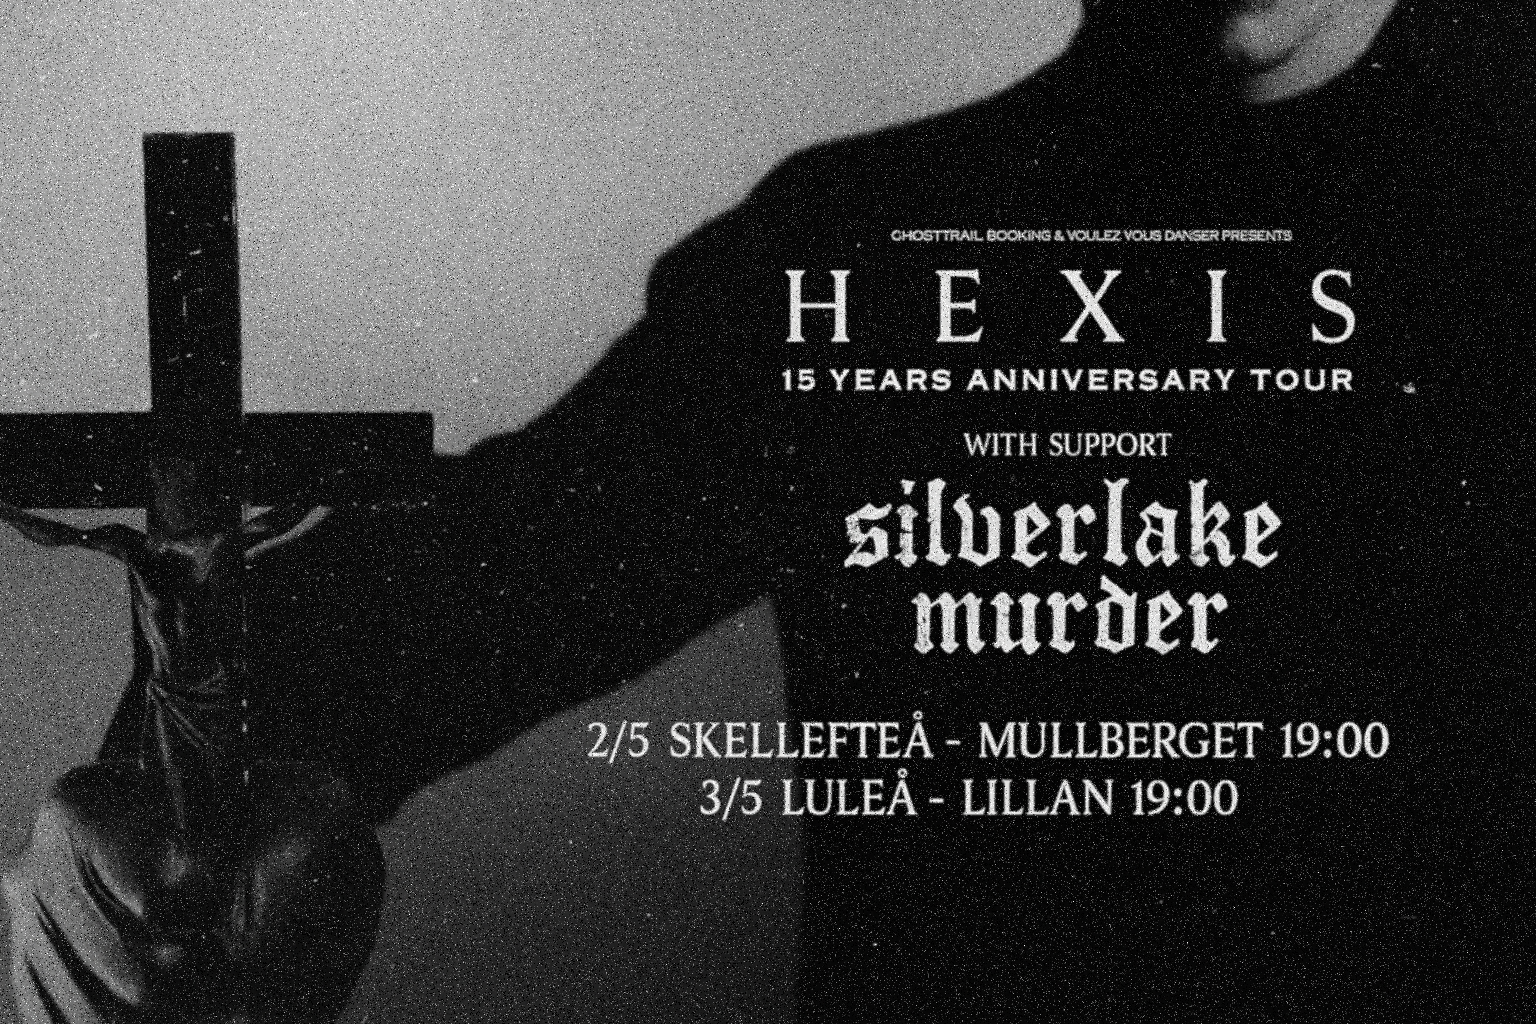 GHOSTTRAIL BOOKING & VOULEZ VOUS DANSER PRESENTS
HEXIS
15 YEARS ANNIVERSARY TOUR
WITH SUPPORT
silverlake
murder
2/5 SKELLEFTEÅ - MULLBERGET 19:00
3/5 LULEÅ - LILLAN 19:00